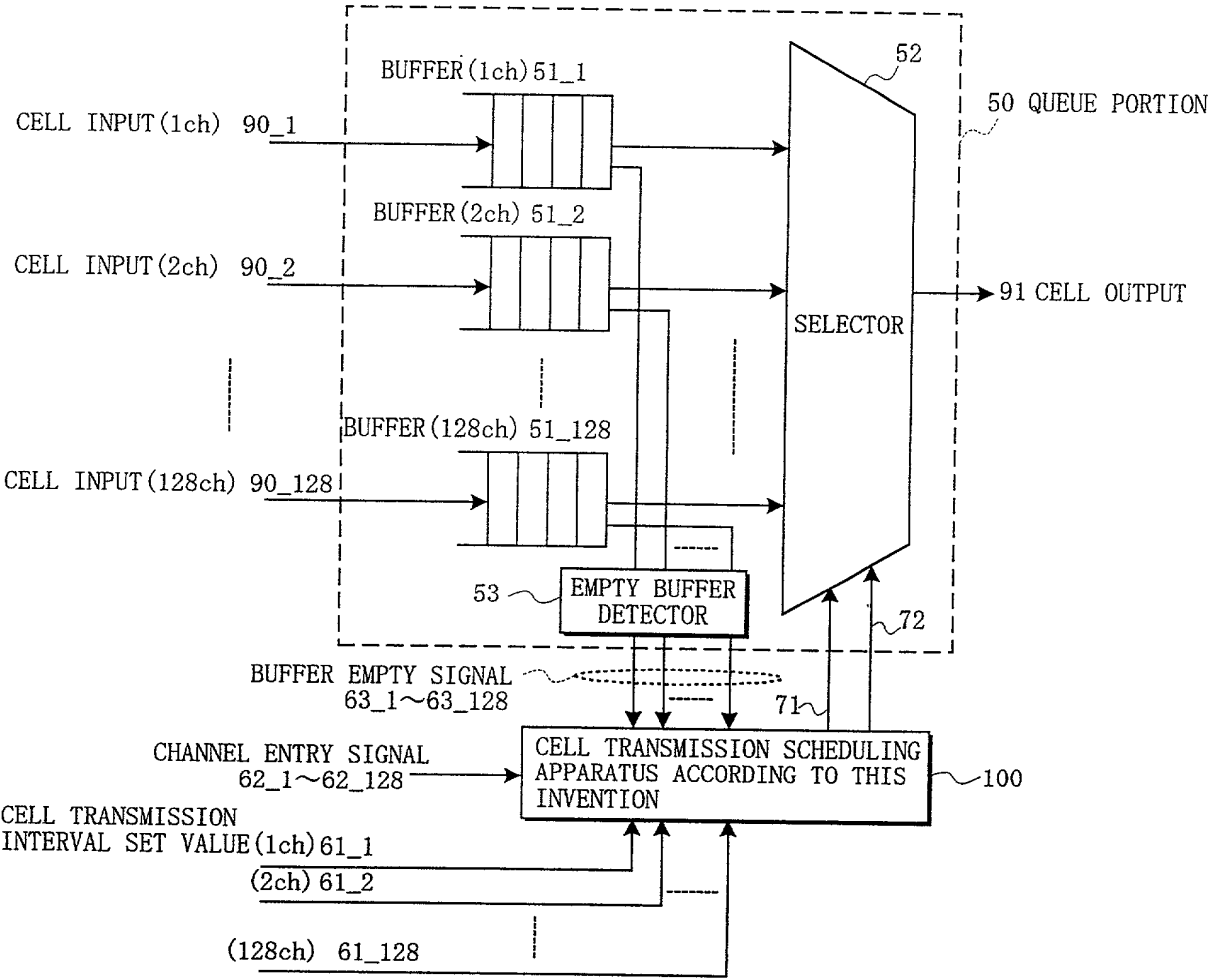 52
BUFFER(1ch) 51_1
50 QUEUE PORTION
CELL INPUT(1ch) 90_1
BUFFER(2ch) 51_2
CELL INPUT(2ch) 90_2
91 CELL OUTPUT
SELECTOR
BUFFER(128ch) 51_128
CELL INPUT(128ch) 90_128
53
EMPTY BUFFER
DETECTOR
72
BUFFER EMPTY SIGNAL
63_1～63_128
71
CHANNEL ENTRY SIGNAL
62_1～62_128
CELL TRANSMISSION SCHEDULING
APPARATUS ACCORDING TO THIS
INVENTION
100
CELL TRANSMISSION
INTERVAL SET VALUE(1ch) 61_1
(2ch) 61_2
(128ch) 61_128